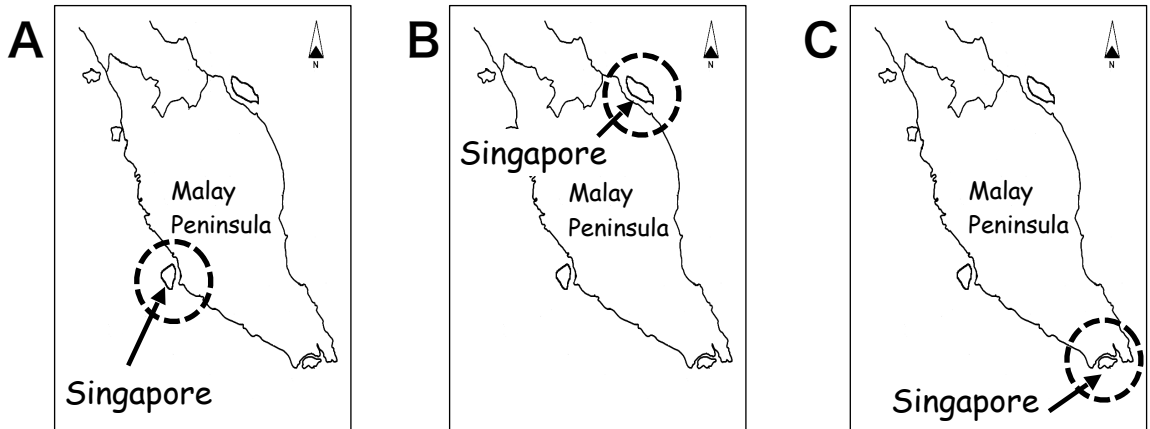 A
N
Malay
Peninsula
Singapore
B
N
Singapore
Malay
Peninsula
C
N
Malay
Peninsula
Singapore